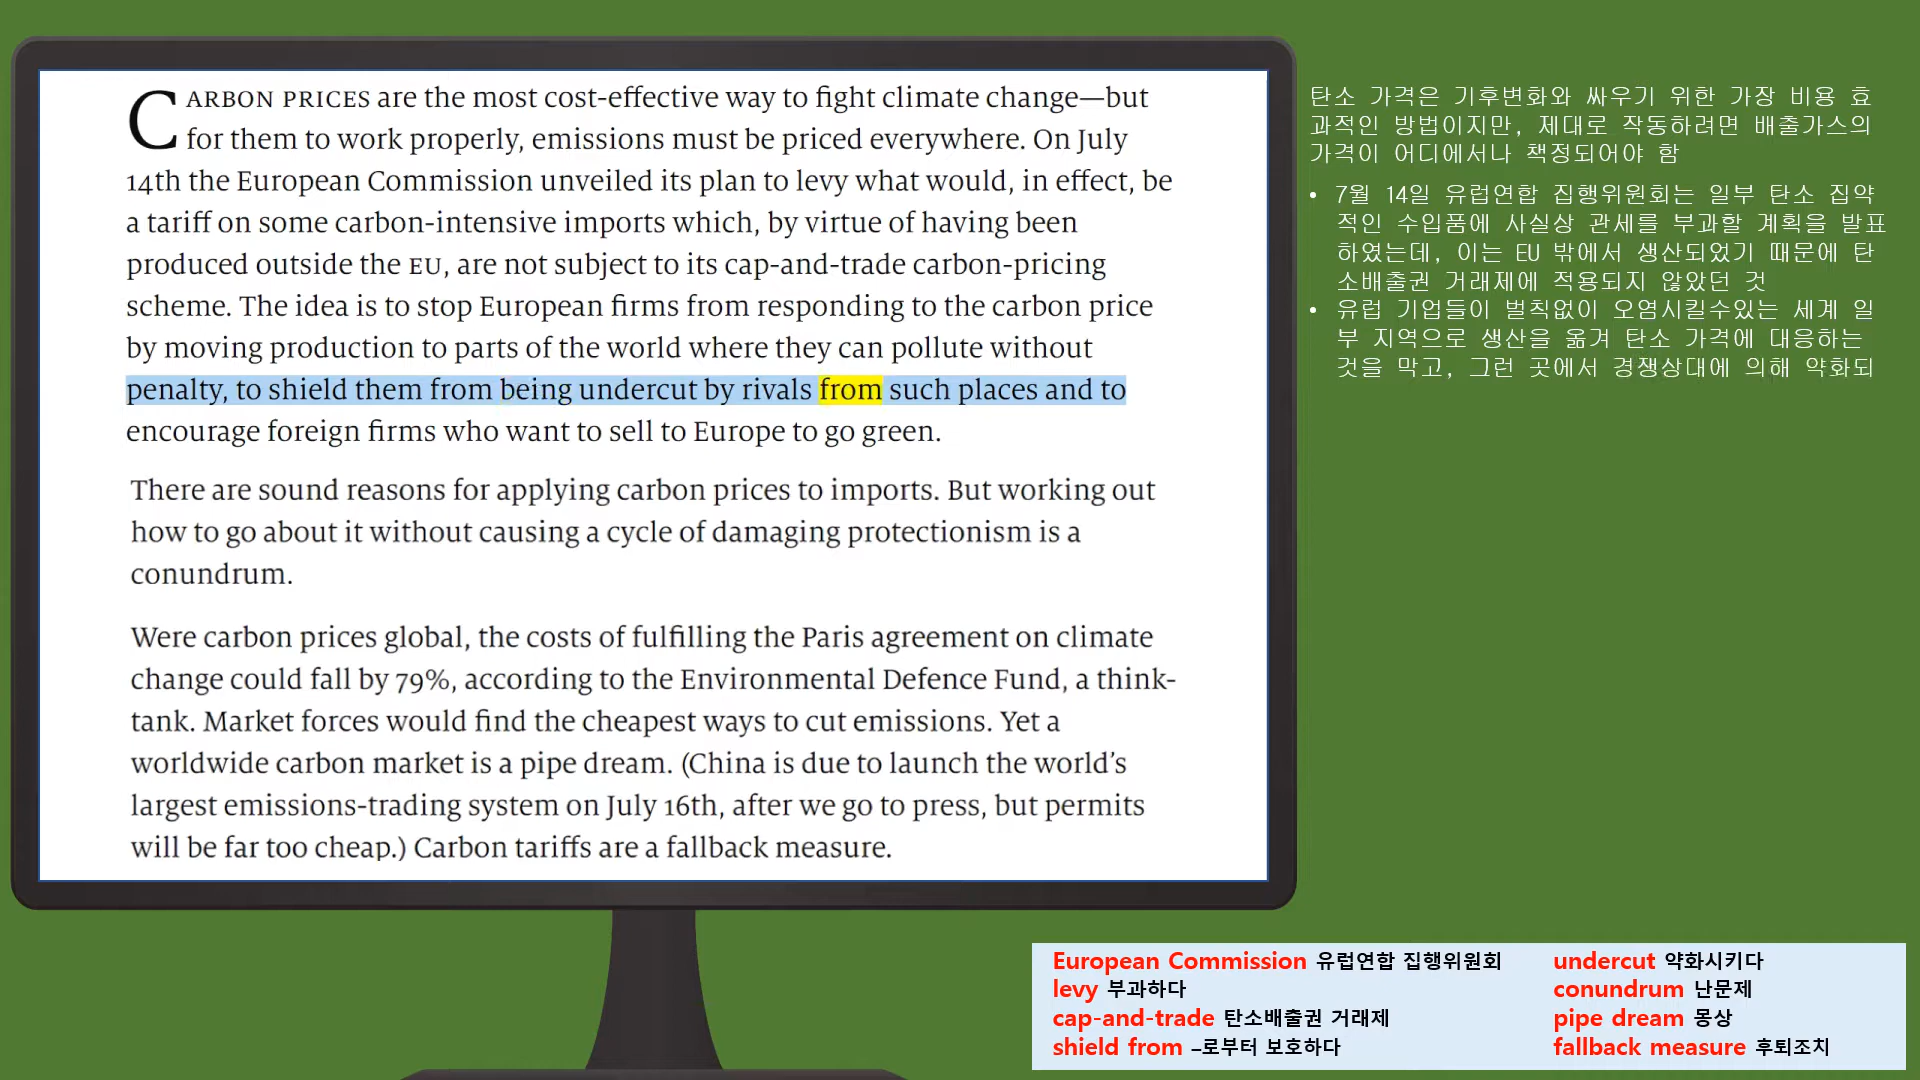 CARBON PRICES are the most cost-effective way to fight climate change—but
for them to work properly, emissions must be priced everywhere. On July
14th the European Commission unveiled its plan to levy what would, in effect, be
a tariff on some carbon-intensive imports which, by virtue of having been
produced outside the EU, are not subject to its cap-and-trade carbon-pricing
scheme. The idea is to stop European firms from responding to the carbon price
by moving production to parts of the world where they can pollute without
penalty, to shield them from being undercut by rivals from such places and to
encourage foreign firms who want to sell to Europe to go green.
There are sound reasons for applying carbon prices to imports. But working out
how to go about it without causing a cycle of damaging protectionism is a
conundrum.
Were carbon prices global, the costs of fulfilling the Paris agreement on climate
change could fall by 79%, according to the Environmental Defence Fund, a think-
tank. Market forces would find the cheapest ways to cut emissions. Yet a
worldwide carbon market is a pipe dream. (China is due to launch the world's
largest emissions-trading system on July 16th, after we go to press, but permits
will be far too cheap.) Carbon tariffs are a fallback measure.
탄소 가격은 기후변화와 싸우기 위한 가장 비용 효
과적인 방법이지만, 제대로 작동하려면 배출가스의
가격이 어디에서나 책정되어야 함
• 7월 14일 유럽연합 집행위원회는 일부 탄소 집약
적인 수입품에 사실상 관세를 부과할 계획을 발표
하였는데, 이는 EU 밖에서 생산되었기 때문에 탄
소배출권 거래제에 적용되지 않았던 것
• 유럽 기업들이 벌칙없이 오염시킬수있는 세계 일
부 지역으로 생산을 옮겨 탄소 가격에 대응하는
것을 막고, 그런 곳에서 경쟁상대에 의해 약화되
European Commission 유럽연합 집행위원회
levy 부과하다
cap-and-trade 탄소배출권 거래제
shield from –로부터 보호하다
undercut 약화시키다
conundrum 난문제
pipe dream 몽상
fallback measure 후퇴조치